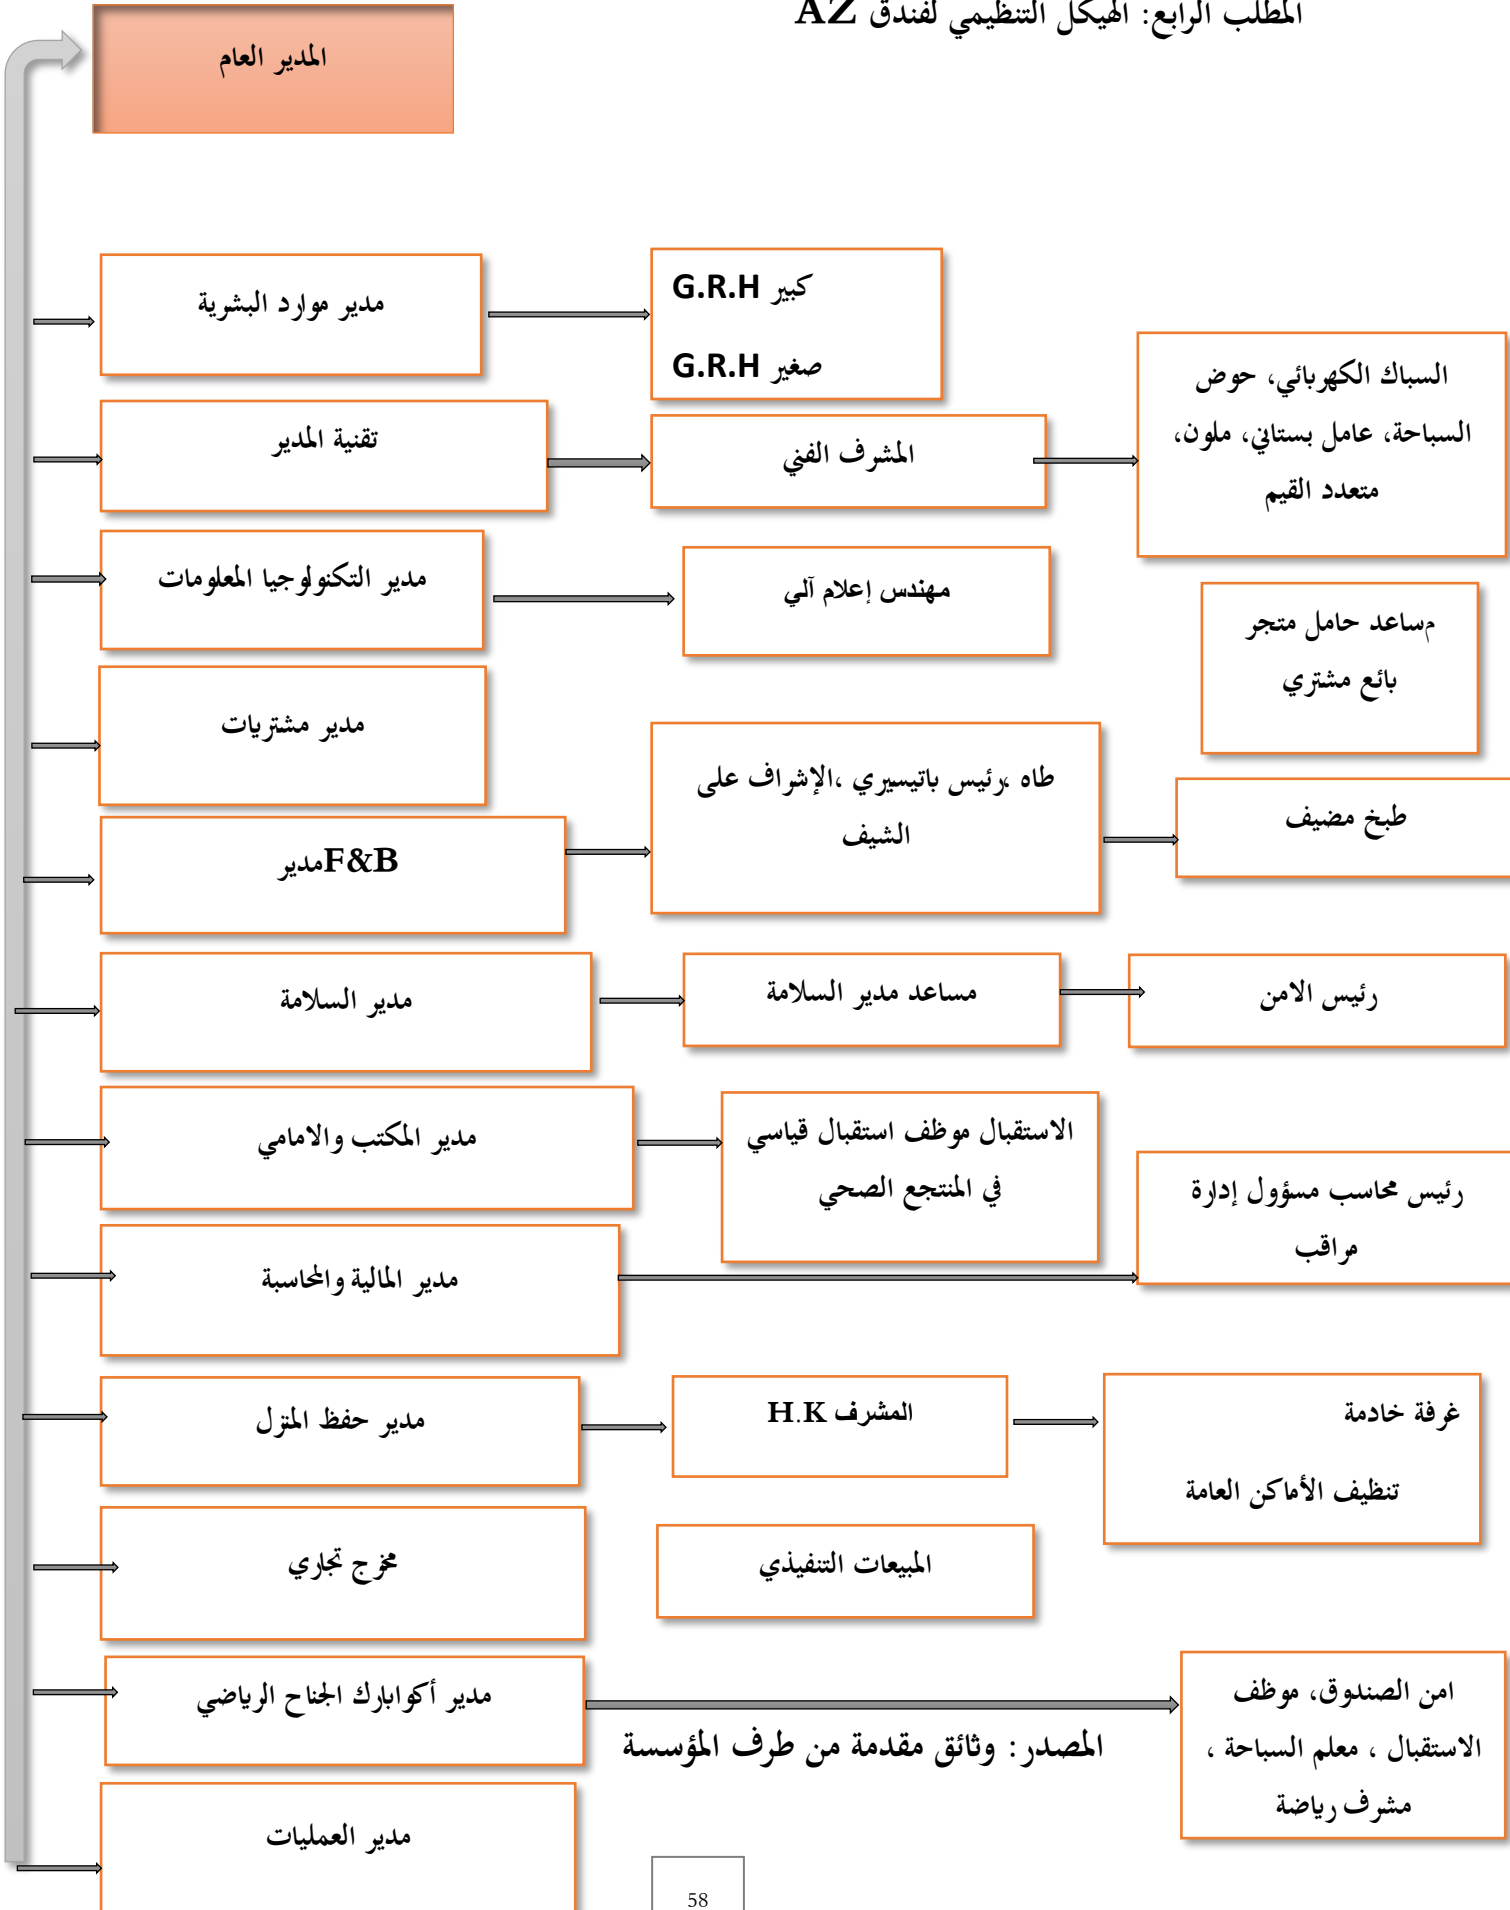 المطلب الرابع: الهيكل التنظيمي لفندق AZ
المدير العام
مدير موارد البشرية
كبير G.R.H
صغير G.R.H
تقنية المدير
المشرف الفني
السباك الكهربائي، حوض
السباحة، عامل بستاني، ملون،
متعدد القيم
مدير التكنولوجيا المعلومات
مهندس إعلام آلي
مساعد حامل متجر
بائع مشتري
مدير مشتريات
مدير F&B
طاه ،رئيس باتيسيري ،الإشراف على
الشيف
طبخ مضيف
مدير السلامة
مساعد مدير السلامة
رئيس الامن
مدير المكتب والامامي
الاستقبال موظف استقبال قياسي
في المنتجع الصحي
رئيس محاسب مسؤول إدارة
مراقب
مدير المالية والمحاسبة
مدير حفظ المنزل
المشرف H.K
غرفة خادمة
تنظيف الأماكن العامة
مخرج تجاري
المبيعات التنفيذي
مدير أكوابارك الجناح الرياضي
امن الصندوق، موظف
الاستقبال ، معلم السباحة ،
مشرف رياضة
المصدر: وثائق مقدمة من طرف المؤسسة
مدير العمليات
58